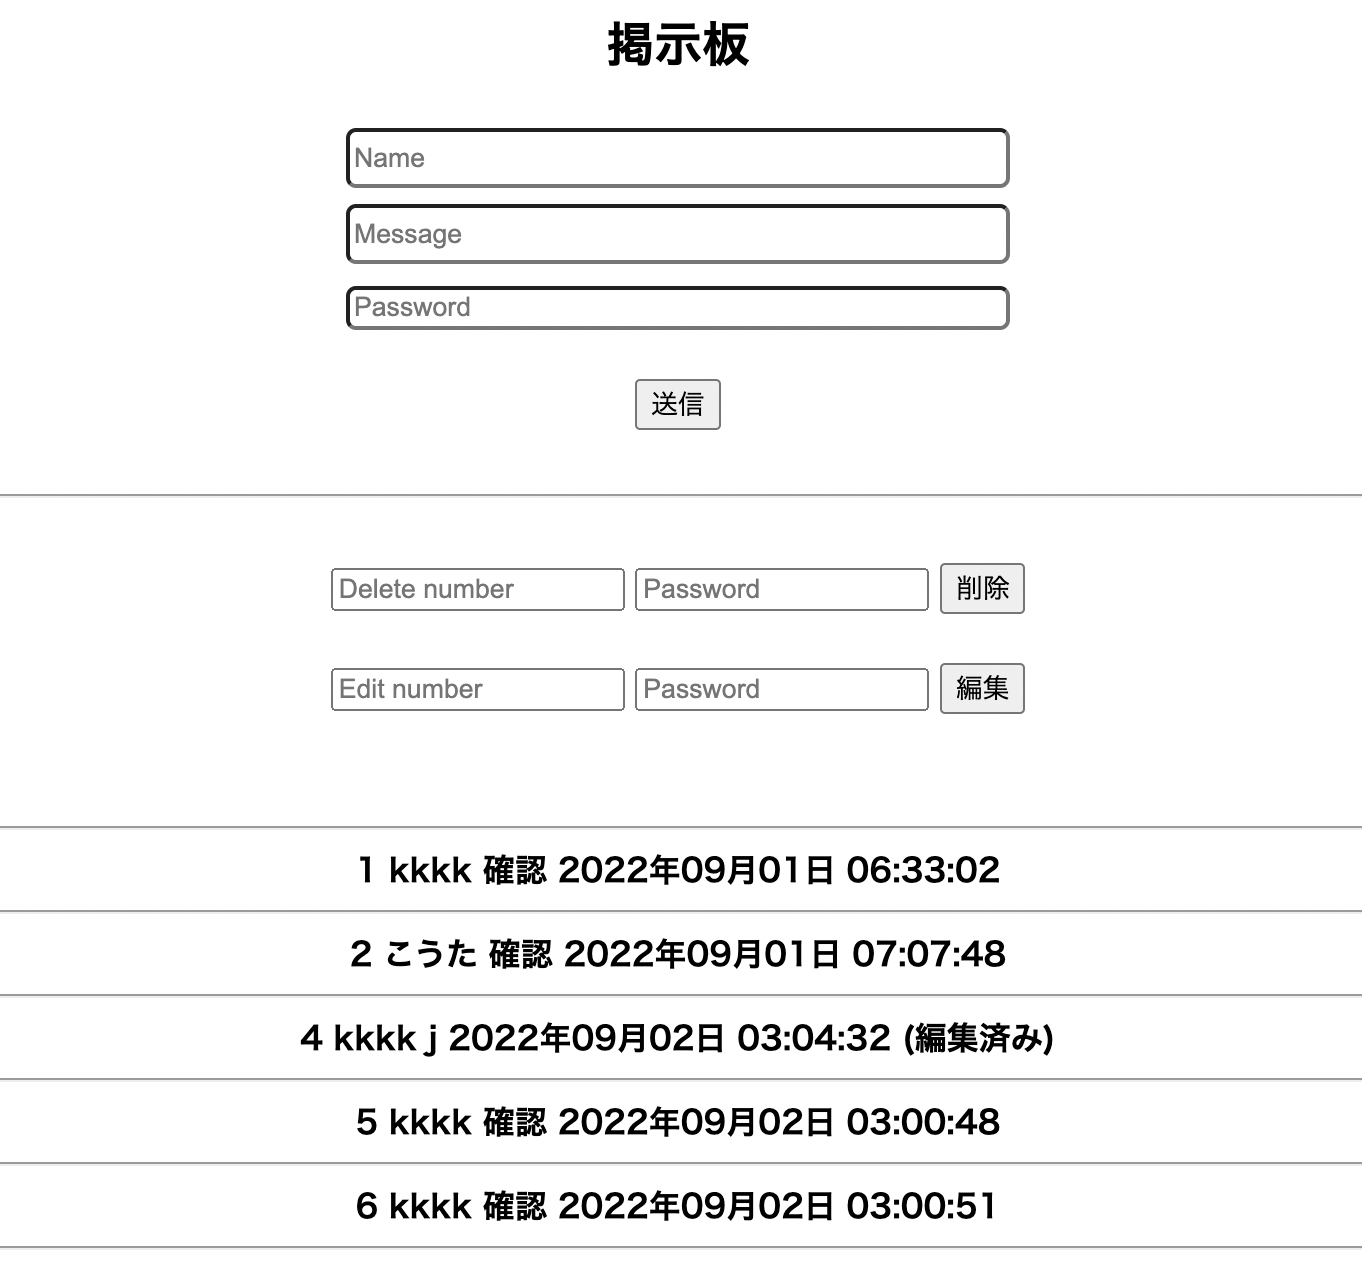 掲示板
Name
Message
Password
送信
Delete number Password 削除
Edit number Password 編集
1 kkkk 確認 2022年09月01日 06:33:02
2 こうた 確認 2022年09月01日 07:07:48
4 kkkk j 2022年09月02日 03:04:32 (編集済み)
5 kkkk 確認 2022年09月02日 03:00:48
6 kkkk 確認 2022年09月02日 03:00:51